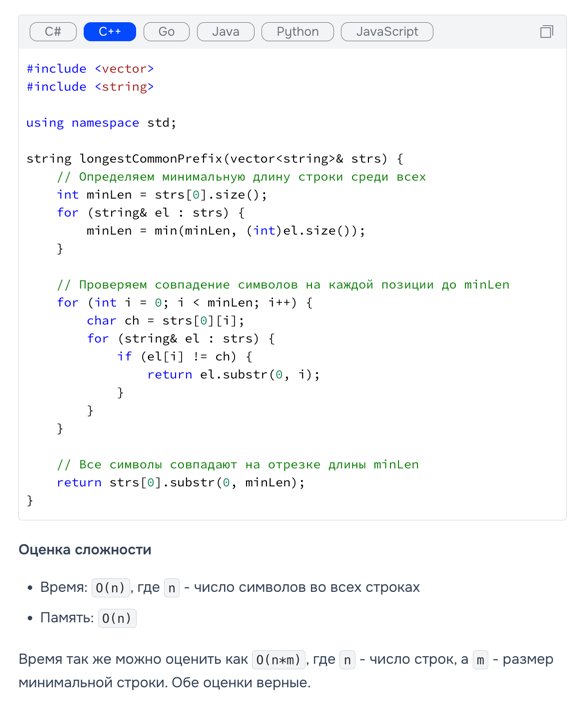 C# C++ Go Java Python JavaScript
#include <vector>
#include <string>
using namespace std;
string longestCommonPrefix(vector<string>& strs) {
    // Определяем минимальную длину строки среди всех
    int minLen = strs[0].size();
    for (string& el : strs) {
        minLen = min(minLen, (int)el.size());
    }
    // Проверяем совпадение символов на каждой позиции до minLen
    for (int i = 0; i < minLen; i++) {
        char ch = strs[0][i];
        for (string& el : strs) {
            if (el[i] != ch) {
                return el.substr(0, i);
            }
        }
    }
    // Все символы совпадают на отрезке длины minLen
    return strs[0].substr(0, minLen);
}
Оценка сложности
• Время: O(n), где n - число символов во всех строках
• Память: O(n)
Время так же можно оценить как O(n*m), где n - число строк, а m - размер
минимальной строки. Обе оценки верные.